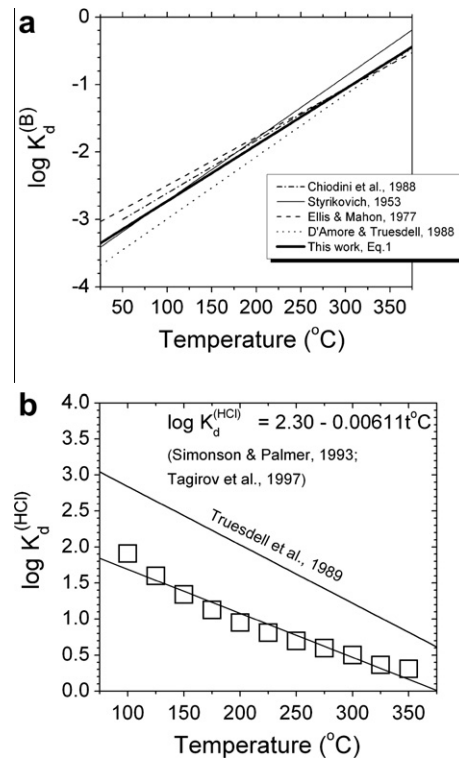 a
0
-1
-2
-3
-4
log K_d^(B)
Chiodini et al., 1988
Styrikovich, 1953
Ellis & Mahon, 1977
D'Amore & Truesdell, 1988
This work, Eq.1
50 100 150 200 250 300 350
Temperature (°C)
b
4.0
3.5
3.0
2.5
2.0
1.5
1.0
0.5
0.0
log K_d^(HCl)
log K_d^(HCl) = 2.30 - 0.00611t°C
(Simonson & Palmer, 1993;
Tagirov et al., 1997)
Truesdell et al., 1989
100 150 200 250 300 350
Temperature (°C)